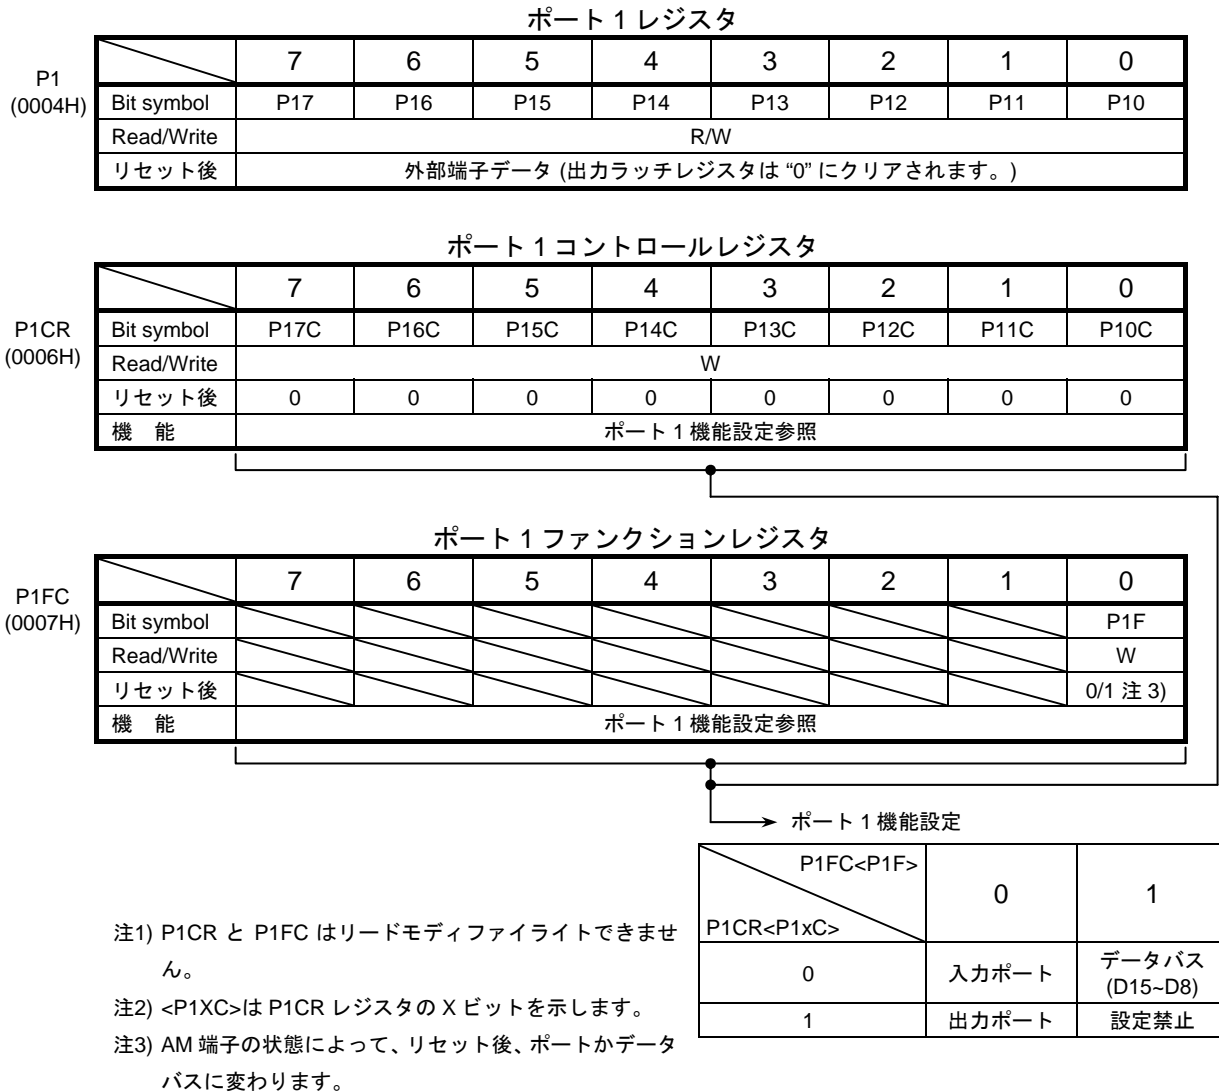 ポート 1 レジスタ
7 6 5 4 3 2 1 0
P1
(0004H)
Bit symbol P17 P16 P15 P14 P13 P12 P11 P10
Read/Write R/W
リセット後 外部端子データ (出力ラッチレジスタは “0” にクリアされます。)
ポート 1 コントロールレジスタ
7 6 5 4 3 2 1 0
P1CR
(0006H)
Bit symbol P17C P16C P15C P14C P13C P12C P11C P10C
Read/Write W
リセット後 0 0 0 0 0 0 0 0
機 能 ポート 1 機能設定参照
ポート 1 ファンクションレジスタ
7 6 5 4 3 2 1 0
P1FC
(0007H)
Bit symbol P1F
Read/Write W
リセット後 0/1 注 3)
機 能 ポート 1 機能設定参照
ポート 1 機能設定
P1FC<P1F> 0 1
P1CR<P1xC>
0 入力ポート データバス
(D15~D8)
1 出力ポート 設定禁止
注1) P1CR と P1FC はリードモディファイライトできませ
ん。
注2) <P1XC>は P1CR レジスタの X ビットを示します。
注3) AM 端子の状態によって、リセット後、ポートかデータ
バスに変わります。